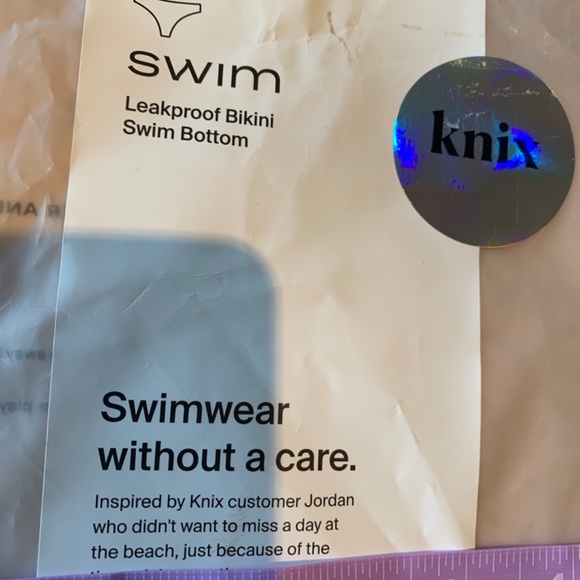 swim
Leakproof Bikini
Swim Bottom
knix
Swimwear
without a care.
Inspired by Knix customer Jordan
who didn't want to miss a day at
the beach, just because of the